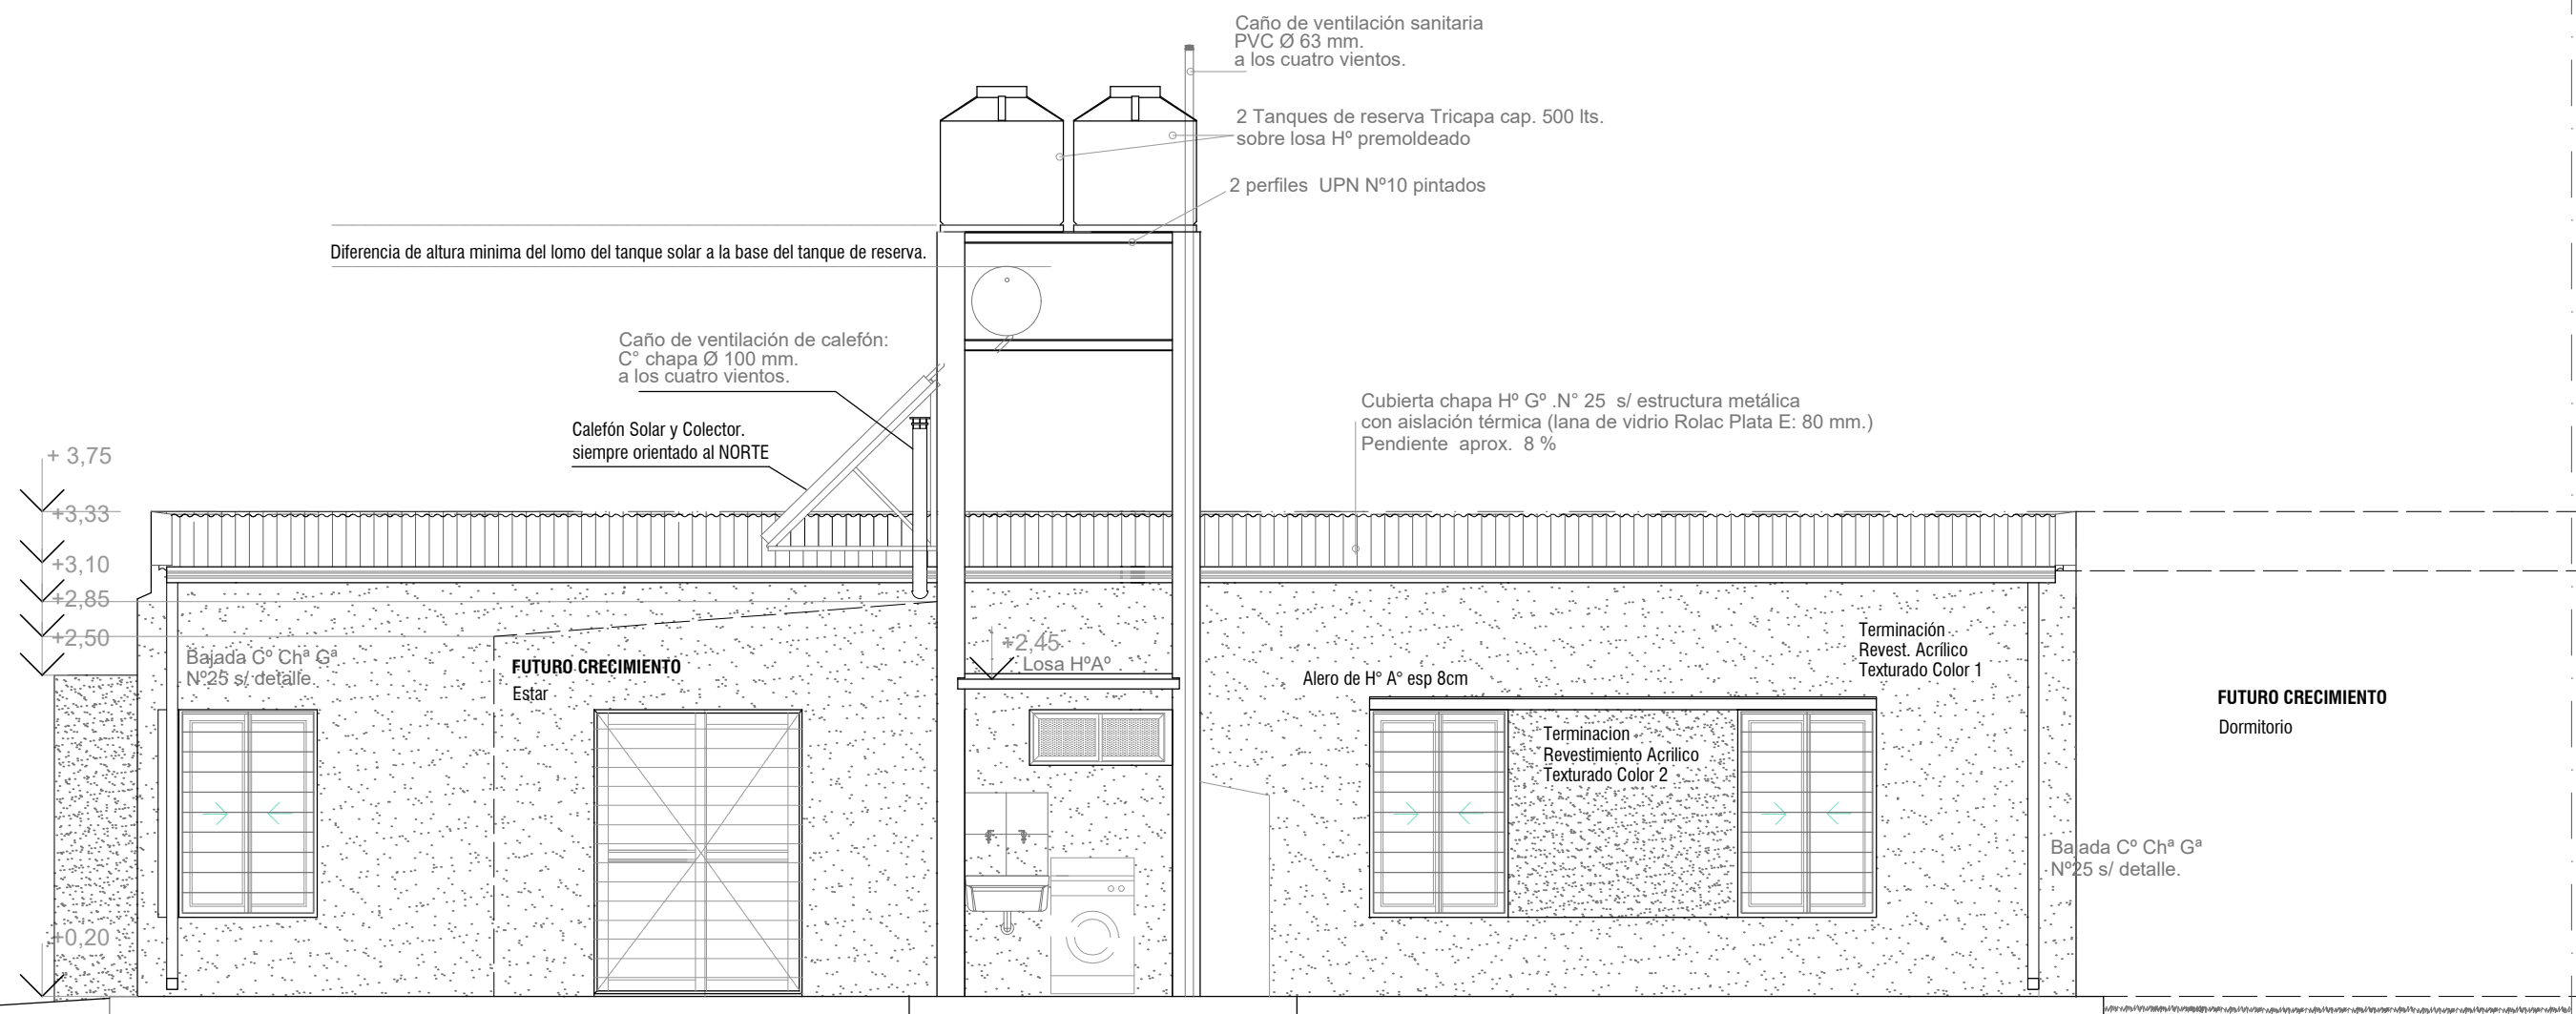 Caño de ventilación sanitaria
PVC Ø 63 mm.
a los cuatro vientos.
2 Tanques de reserva Tricapa cap. 500 lts.
sobre losa Hº premoldeado
2 perfiles UPN Nº10 pintados
Diferencia de altura minima del lomo del tanque solar a la base del tanque de reserva.
Caño de ventilación de calefón:
C° chapa Ø 100 mm.
a los cuatro vientos.
Calefón Solar y Colector.
siempre orientado al NORTE
Cubierta chapa Hº Gº .N° 25 s/ estructura metálica
con aislación térmica (lana de vidrio Rolac Plata E: 80 mm.)
Pendiente aprox. 8 %
+ 3,75
+3,33
+3,10
+2,85
+2,50
+0,20
Bajada Cº Chª Gª
Nº25 s/ detalle.
FUTURO CRECIMIENTO
Estar
+2,45
Losa HºAº
Alero de H° A° esp 8cm
Terminación
Revest. Acrílico
Texturado Color 1
Terminacion
Revestimiento Acrilico
Texturado Color 2
FUTURO CRECIMIENTO
Dormitorio
Bajada Cº Chª Gª
Nº25 s/ detalle.